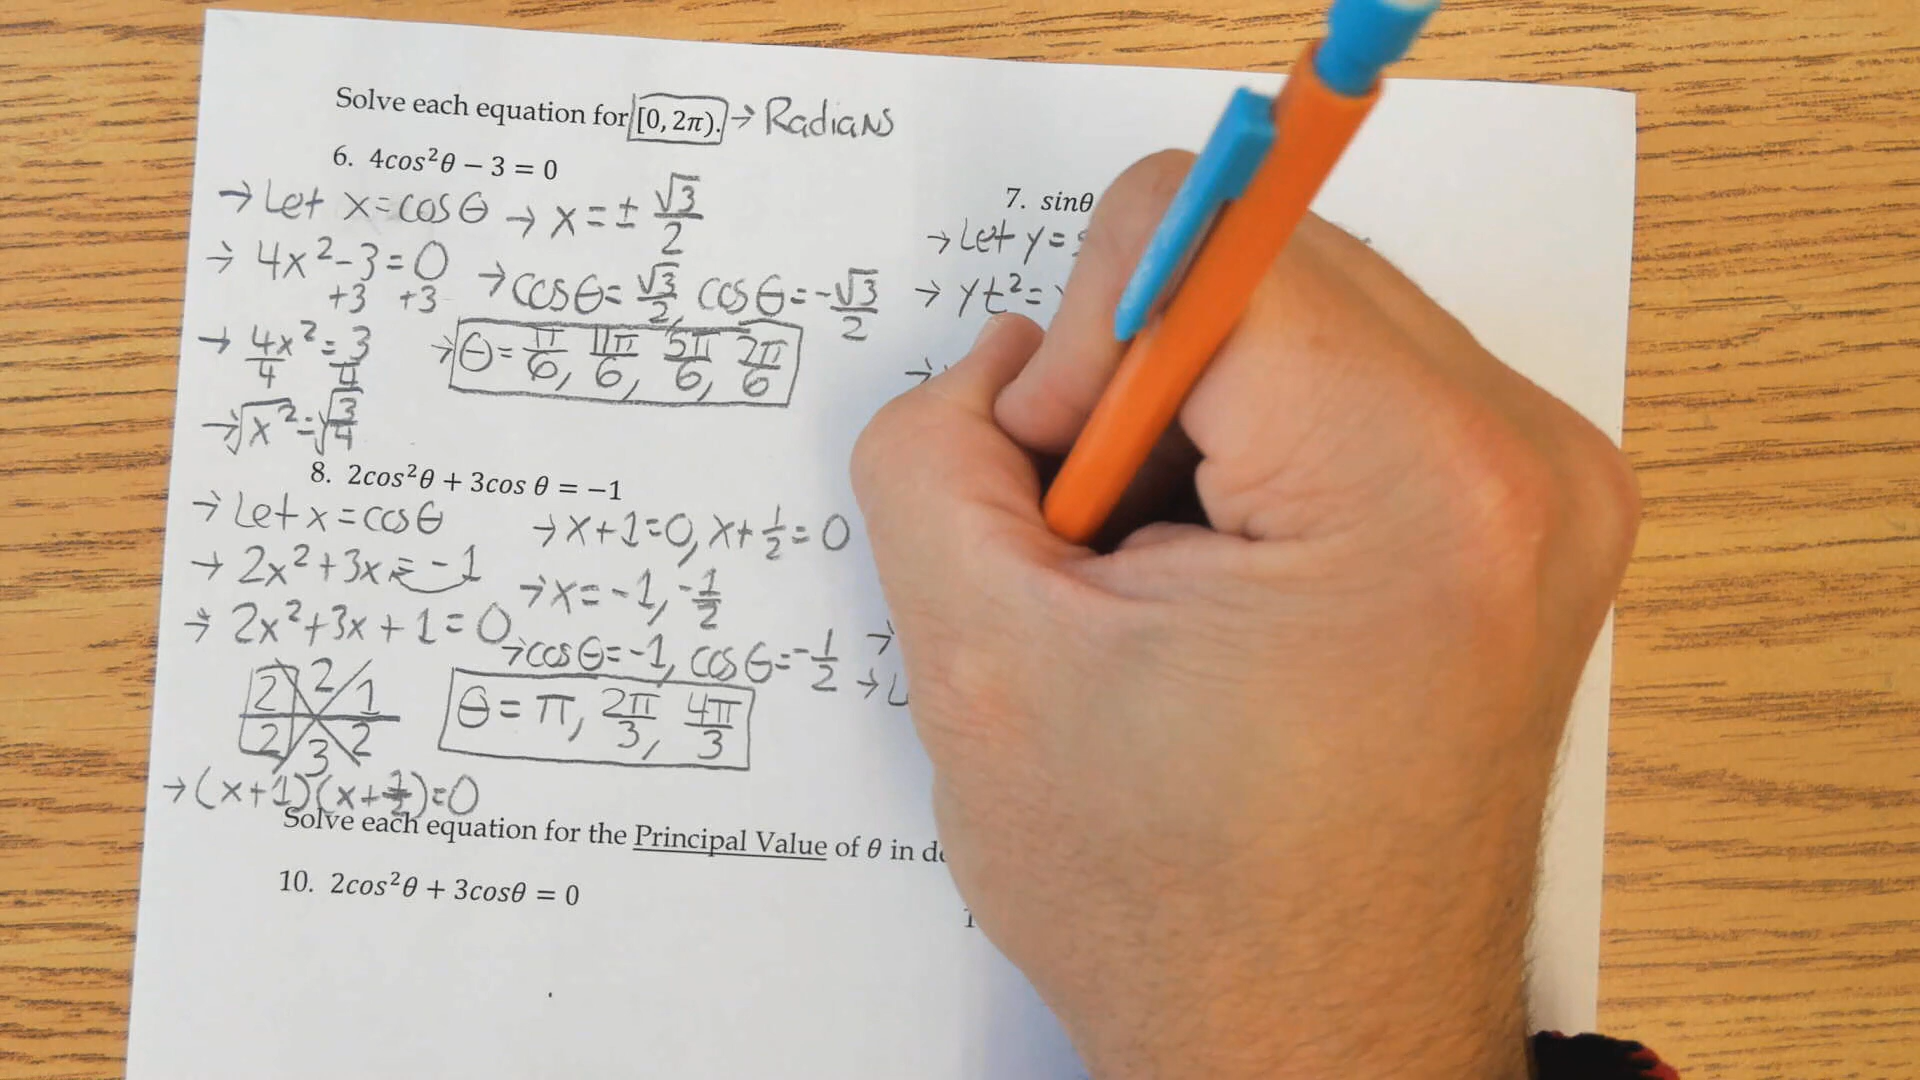 Solve each equation for [0, 2π). → Radians
6. 4cos²θ − 3 = 0
→ Let x = cosθ
→ 4x² − 3 = 0
+3 +3
→ 4x²/4 = 3/4
→ √x² = √3/4
→ x = ± √3/2
→ cosθ = √3/2, cosθ = −√3/2
→ θ = π/6, 11π/6, 5π/6, 7π/6
7. sinθ
→ Let y =
→ yt² =
→
8. 2cos²θ + 3cos θ = −1
→ Let x = cosθ
→ 2x² + 3x = −1
→ 2x² + 3x + 1 = 0
2 2 1
2 3 2
→ (x+1)(x+½) = 0
→ x+1=0, x+½ = 0
→ x = −1, −½
→ cosθ = −1, cosθ = −½
θ = π, 2π/3, 4π/3
→
→
Solve each equation for the Principal Value of θ in
10. 2cos²θ + 3cosθ = 0